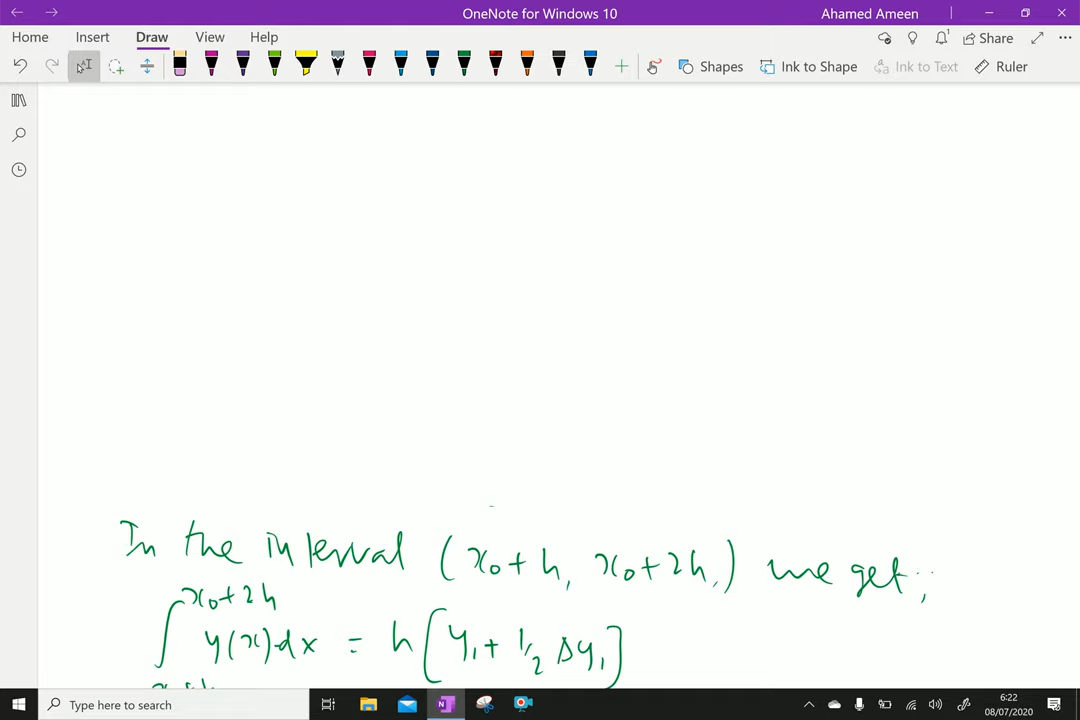 OneNote for Windows 10
Ahamed Ameen
Home Insert Draw View Help
Share
Shapes Ink to Shape Ink to Text Ruler
In the interval (x₀ + h, x₀ + 2h,) we get;
x₀ + 2h
∫ y(x) dx = h [y₁ + 1/2 Δy₁]
Type here to search
6:22
08/07/2020